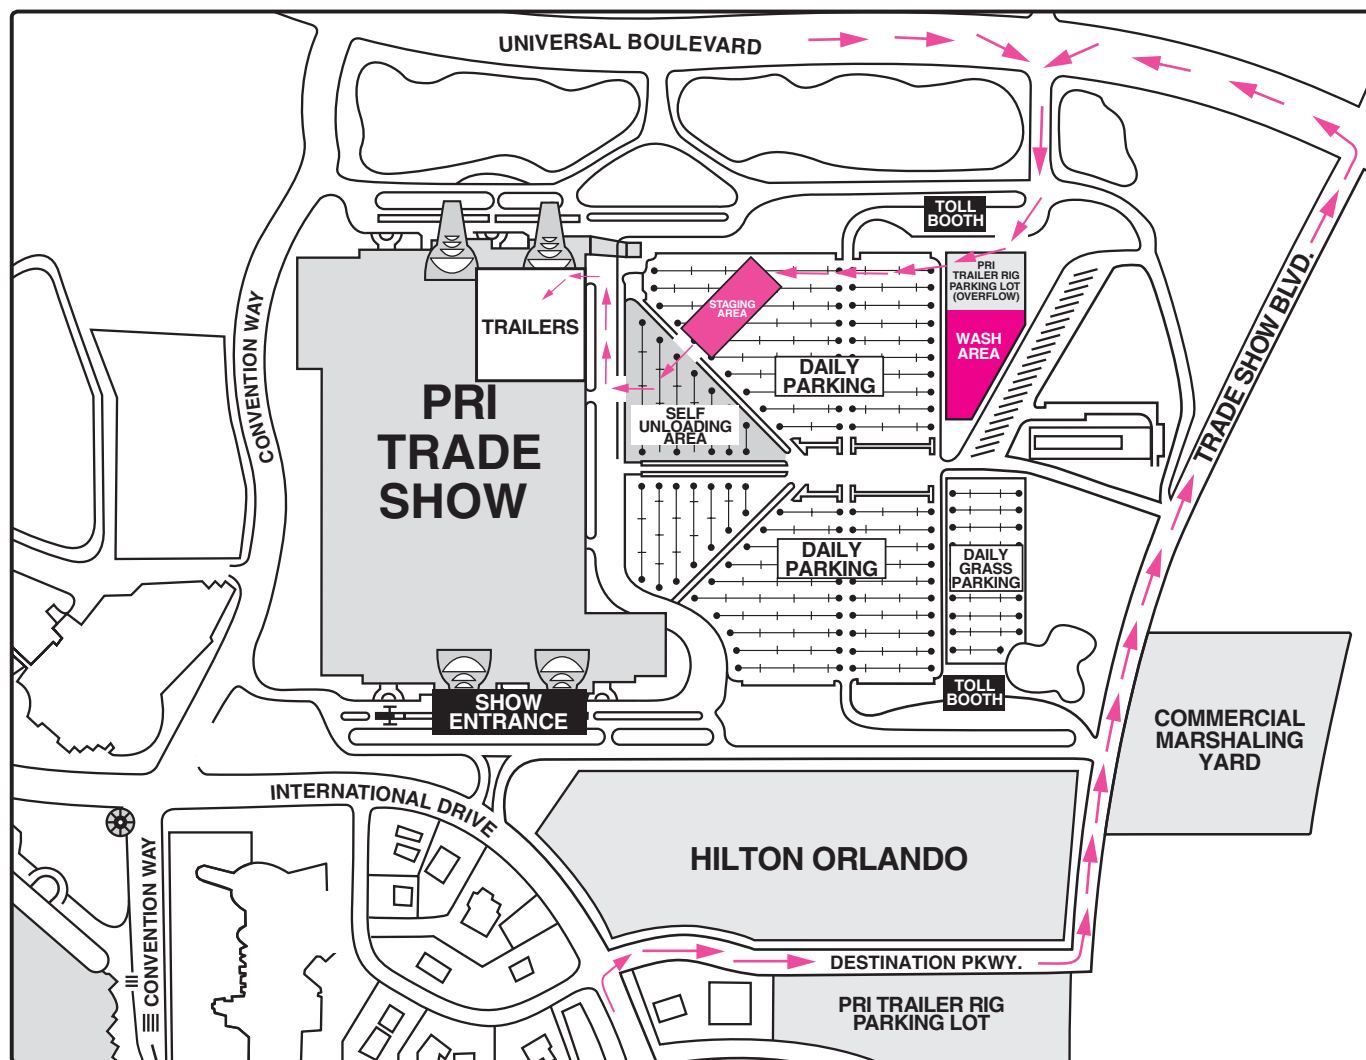 UNIVERSAL BOULEVARD
TOLL
BOOTH
PRI
TRAILER RIG
PARKING LOT
(OVERFLOW)
WASH
AREA
STAGING
AREA
TRAILERS
CONVENTION WAY
TRADE SHOW BLVD.
DAILY
PARKING
PRI
TRADE
SHOW
SELF
UNLOADING
AREA
DAILY
PARKING
DAILY
GRASS
PARKING
TOLL
BOOTH
SHOW
ENTRANCE
COMMERCIAL
MARSHALING
YARD
INTERNATIONAL DRIVE
HILTON ORLANDO
CONVENTION WAY
DESTINATION PKWY.
PRI TRAILER RIG
PARKING LOT